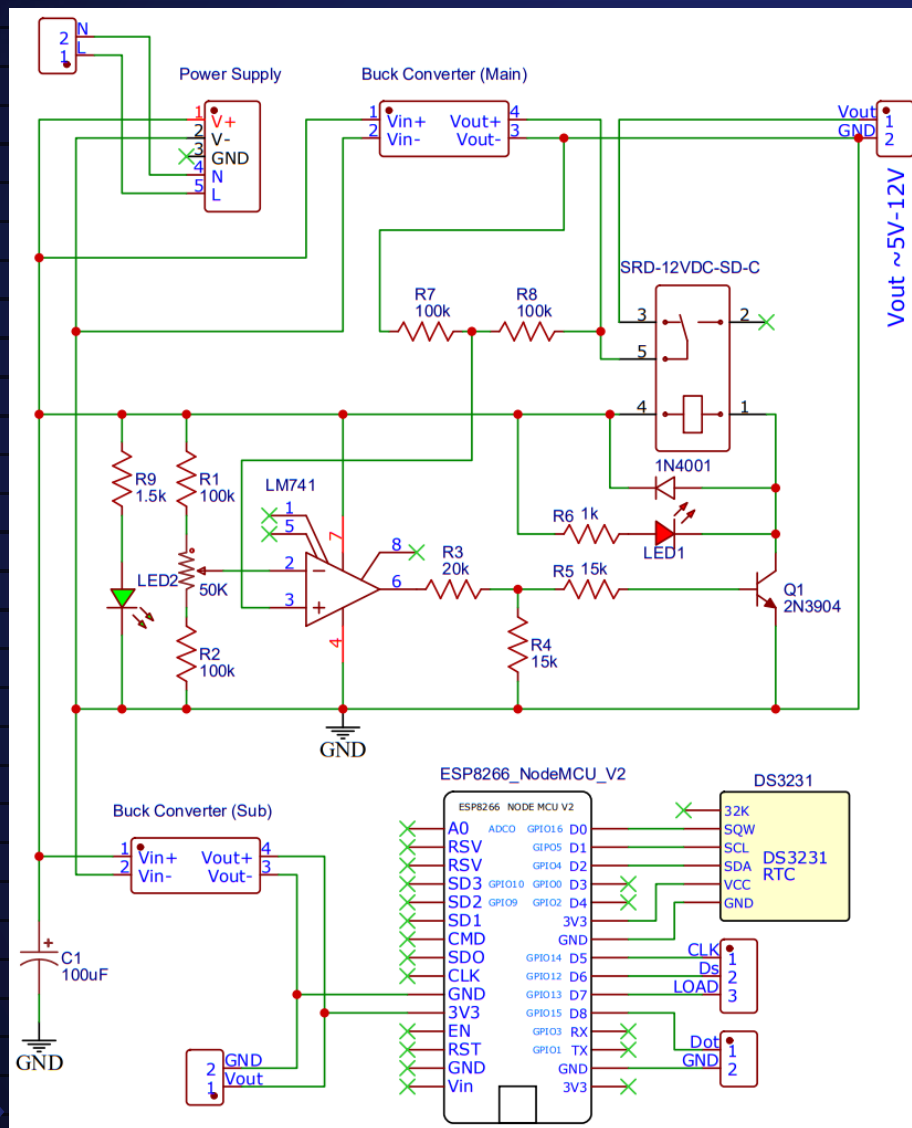 2 N
1 L
Power Supply
1 V+
2 V-
3 GND
4 N
5 L
Buck Converter (Main)
1 Vin+ Vout+ 4
2 Vin- Vout- 3
Vout 1
GND 2
Vout ~5V-12V
SRD-12VDC-SD-C
3 2
5
4 1
R7
100k
R8
100k
R9
1.5k
R1
100k
LM741
1
5
7
8
2
3
6
4
LED2
50K
R2
100k
R3
20k
R4
15k
R5 15k
R6 1k
LED1
1N4001
Q1
2N3904
GND
Buck Converter (Sub)
1 Vin+ Vout+ 4
2 Vin- Vout- 3
+
C1
100uF
GND
2 GND
1 Vout
ESP8266_NodeMCU_V2
ESP8266 NODE MCU V2
A0 ADCO GPIO16 D0
RSV GIPO5 D1
RSV GPIO4 D2
SD3 GPIO10 GPIO0 D3
SD2 GPIO9 GPIO2 D4
SD1 3V3
CMD GND
SDO GPIO14 D5
CLK GPIO12 D6
GND GPIO13 D7
3V3 GPIO15 D8
EN GPIO3 RX
RST GPIO1 TX
GND GND
Vin 3V3
DS3231
32K
SQW
SCL
SDA
VCC
GND
DS3231
RTC
CLK 1
Ds 2
LOAD 3
Dot 1
GND 2